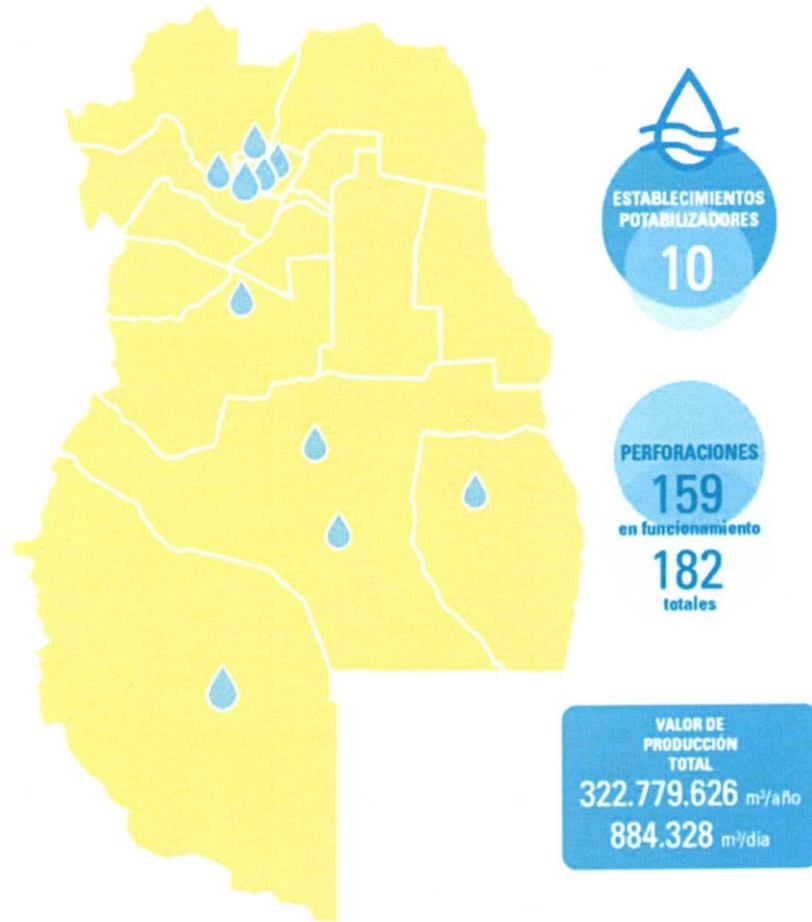 ESTABLECIMIENTOS
POTABILIZADORES
10
PERFORACIONES
159
en funcionamiento
182
totales
VALOR DE
PRODUCCIÓN
TOTAL
322.779.626 m³/año
884.328 m³/día